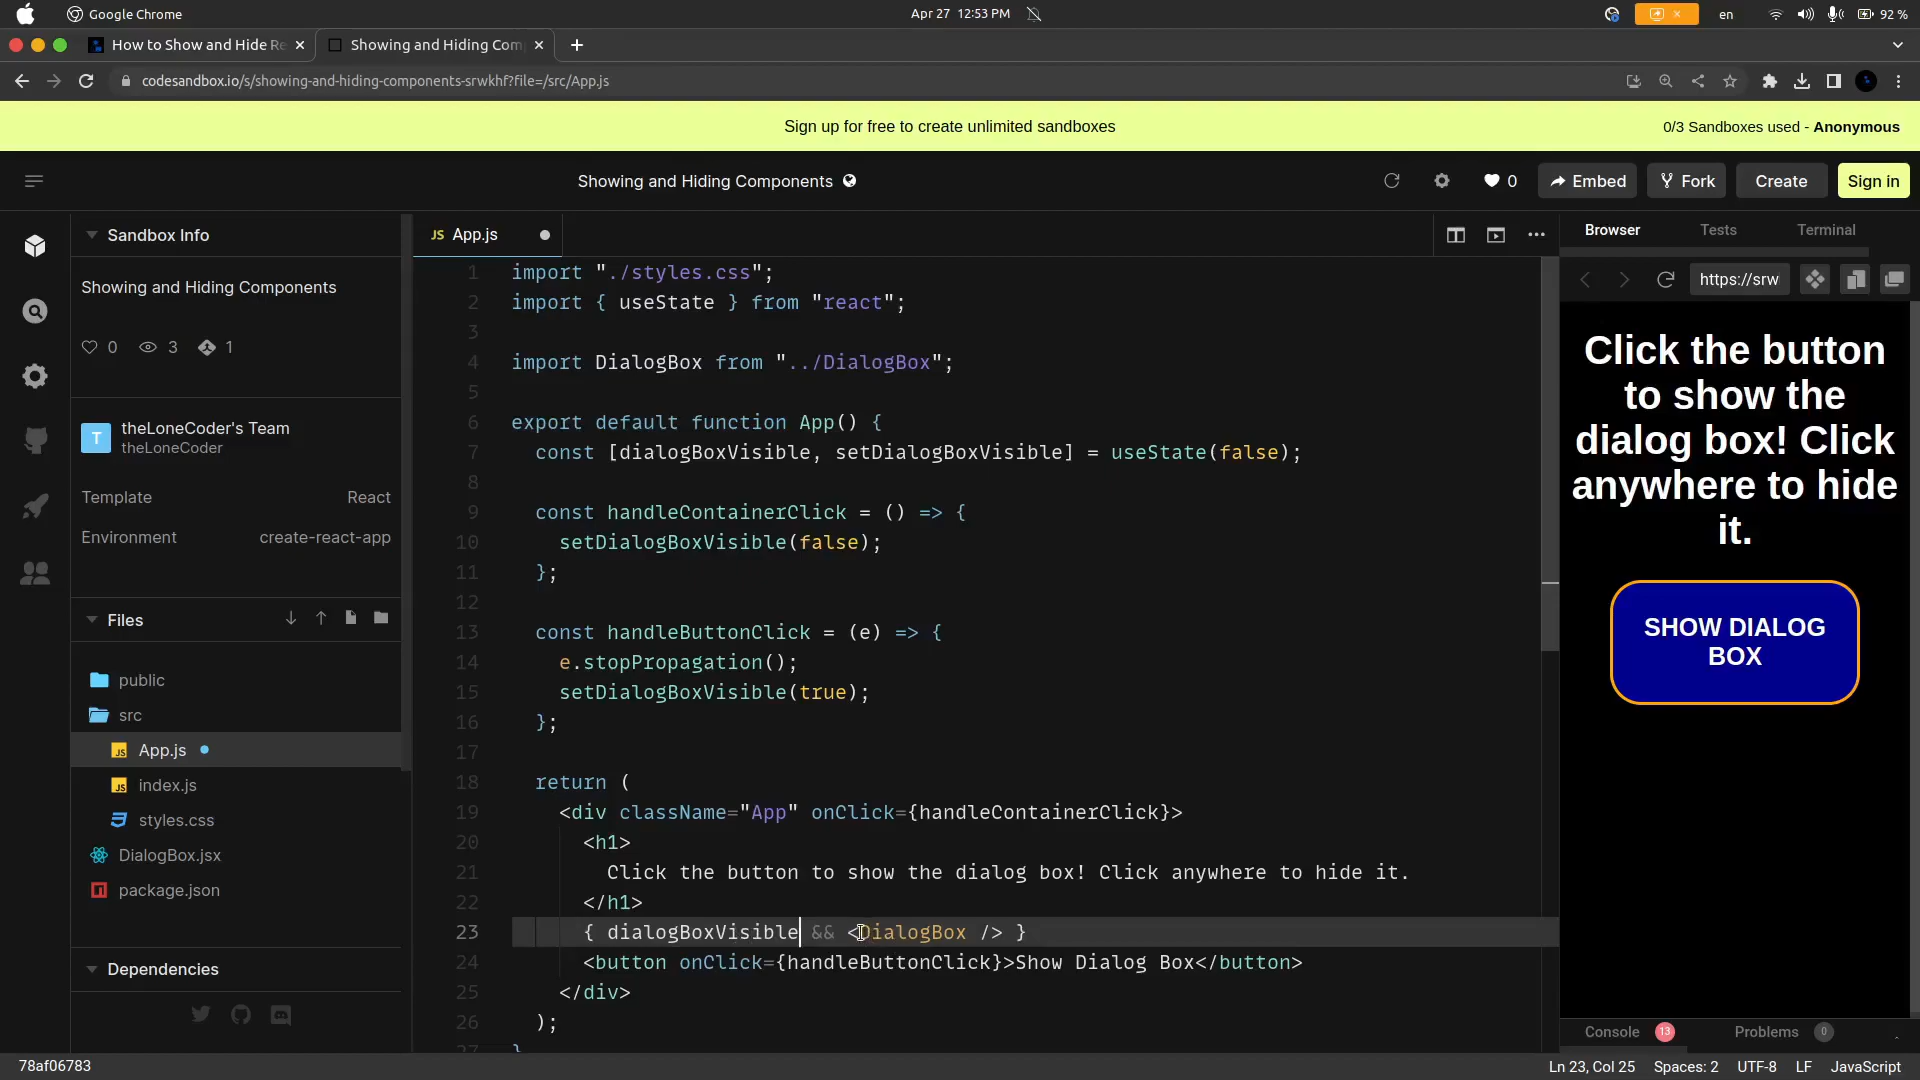 Google Chrome
Apr 27 12:53 PM
en
92 %
How to Show and Hide Re
Showing and Hiding Com
codesandbox.io/s/showing-and-hiding-components-srwkhf?file=/src/App.js
Sign up for free to create unlimited sandboxes
0/3 Sandboxes used - Anonymous
Showing and Hiding Components
0
Embed
Fork
Create
Sign in
Sandbox Info
Showing and Hiding Components
0
3
1
T
theLoneCoder's Team
theLoneCoder
Template React
Environment create-react-app
Files
public
src
JS App.js
JS index.js
styles.css
DialogBox.jsx
package.json
Dependencies
JS App.js
1 import "./styles.css";
2 import { useState } from "react";
3
4 import DialogBox from "../DialogBox";
5
6 export default function App() {
7 const [dialogBoxVisible, setDialogBoxVisible] = useState(false);
8
9 const handleContainerClick = () => {
10 setDialogBoxVisible(false);
11 };
12
13 const handleButtonClick = (e) => {
14 e.stopPropagation();
15 setDialogBoxVisible(true);
16 };
17
18 return (
19 <div className="App" onClick={handleContainerClick}>
20 <h1>
21 Click the button to show the dialog box! Click anywhere to hide it.
22 </h1>
23 { dialogBoxVisible && <DialogBox /> }
24 <button onClick={handleButtonClick}>Show Dialog Box</button>
25 </div>
26 );
27 }
Browser
Tests
Terminal
https://srw
Click the button
to show the
dialog box! Click
anywhere to hide
it.
SHOW DIALOG
BOX
Console 13
Problems 0
78af06783
Ln 23, Col 25
Spaces: 2
UTF-8
LF
JavaScript